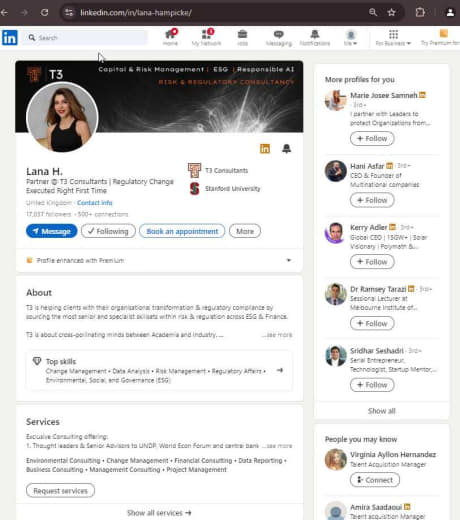 linkedin.com/in/lana-hampicke/
in
Search
Home
My Network
Jobs
Messaging
Notifications
Me
For Business
Try Premium for
T3
Capital & Risk Management | ESG | Responsible AI
RISK & REGULATORY CONSULTANCY
Lana H.
Partner @ T3 Consultants | Regulatory Change
Executed Right First Time
United Kingdom · Contact info
17,037 followers · 500+ connections
T3 Consultants
Stanford University
Message
Following
Book an appointment
More
Profile enhanced with Premium
About
T3 is helping clients with their organisational transformation & regulatory compliance by
sourcing the most senior and specialist skillsets within risk & regulation across ESG & Finance.
T3 is about cross-pollinating minds between Academia and Industry, ... ...see more
Top skills
Change Management • Data Analysis • Risk Management • Regulatory Affairs •
Environmental, Social, and Governance (ESG)
Services
Exclusive Consulting offering:
1. Thought leaders & Senior Advisors to UNDP, World Econ Forum and central bank ...see more
Environmental Consulting • Change Management • Financial Consulting • Data Reporting •
Business Consulting • Management Consulting • Project Management
Request services
Show all services →
More profiles for you
Marie Josee Samneh in
· 3rd+
I partner with Leaders to
protect Organizations from...
+ Follow
Hani Asfar in · 3rd+
CEO & Founder of
Multinational companies
+ Follow
Kerry Adler in · 3rd+
Global CEO | 15GW+ | Solar
Visionary | Polymath &...
+ Follow
Dr Ramsey Tarazi in · 3rd+
Sessional Lecturer at
Melbourne Institute of...
+ Follow
Sridhar Seshadri · 3rd+
Serial Entrepreneur,
Technologist, Startup Mentor,...
+ Follow
Show all
People you may know
Virginia Ayllon Hernandez
Talent Acquisition Manager
Connect
Amira Saadaoui in
Talent acquisition Manager